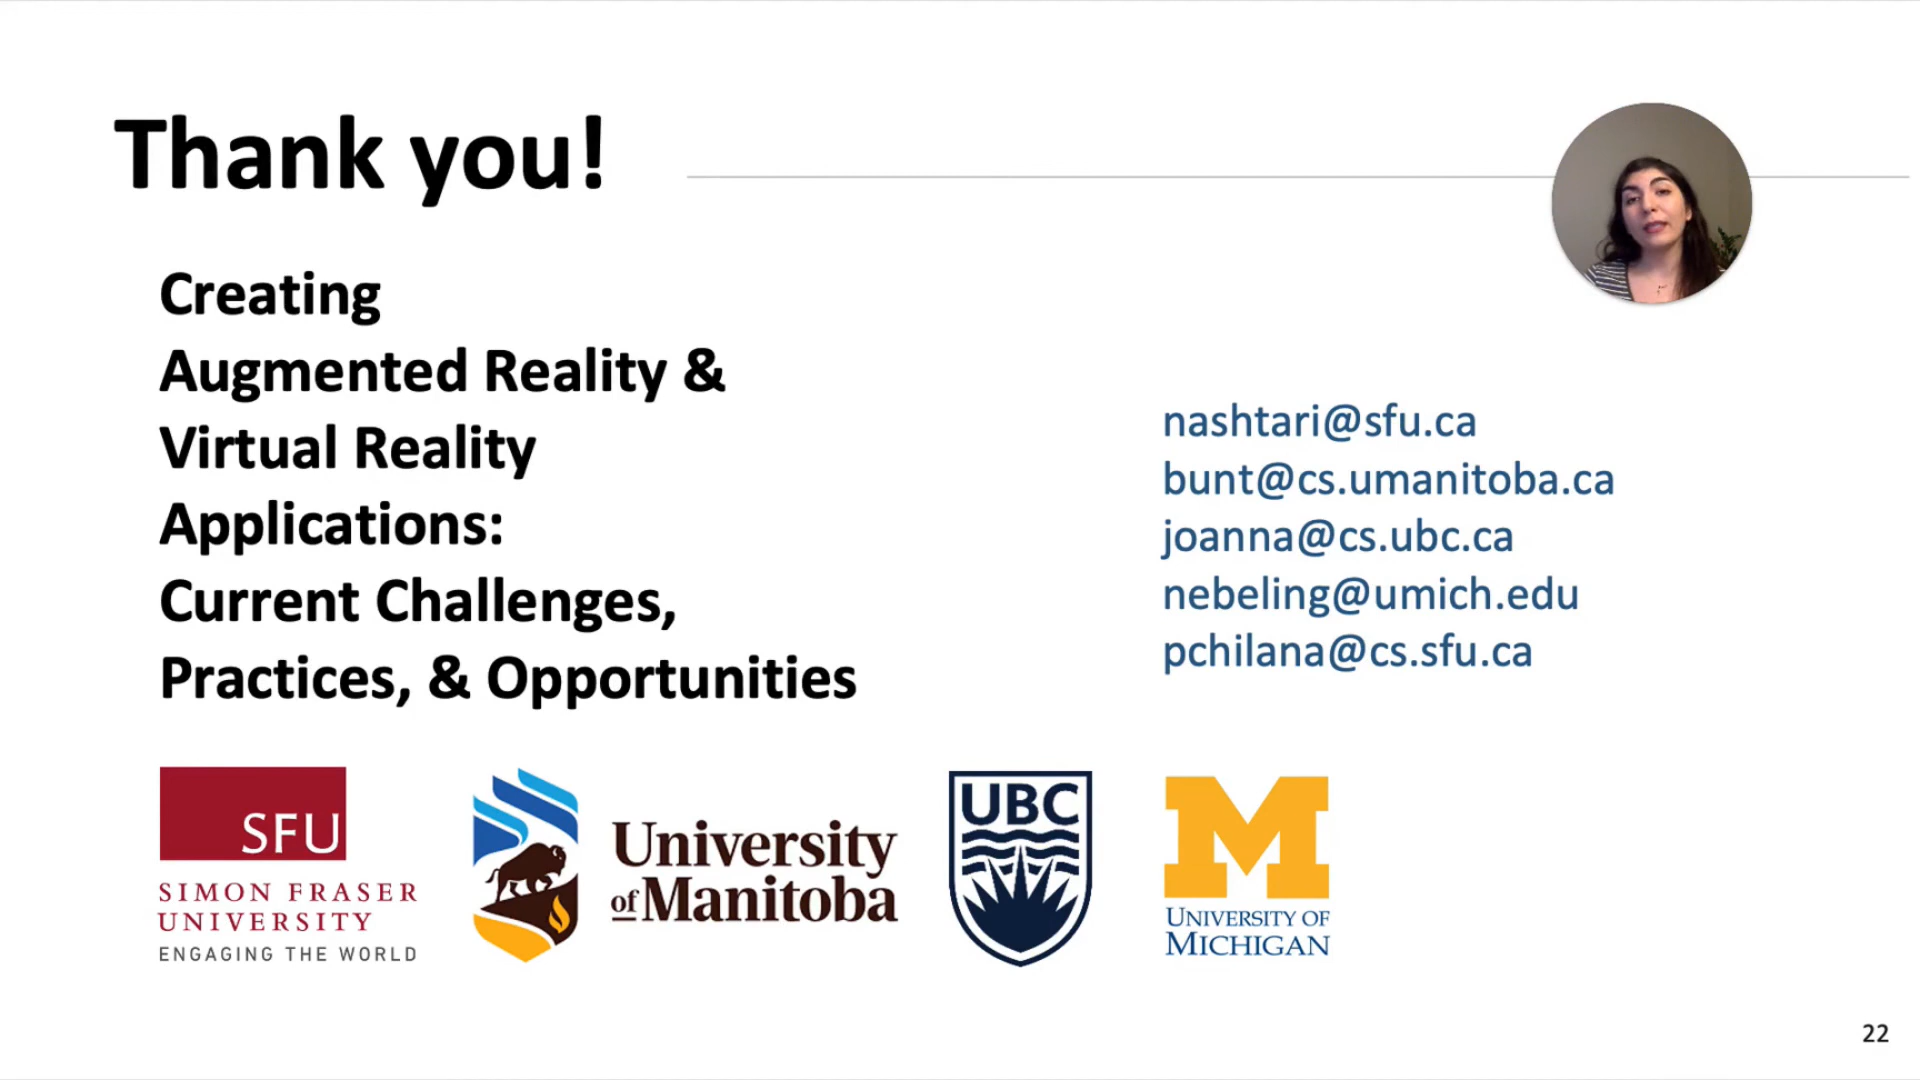 Thank you!
Creating
Augmented Reality &
Virtual Reality
Applications:
Current Challenges,
Practices, & Opportunities
nashtari@sfu.ca
bunt@cs.umanitoba.ca
joanna@cs.ubc.ca
nebeling@umich.edu
pchilana@cs.sfu.ca
SFU
SIMON FRASER
UNIVERSITY
ENGAGING THE WORLD
University
of Manitoba
UBC
M
UNIVERSITY OF
MICHIGAN
22